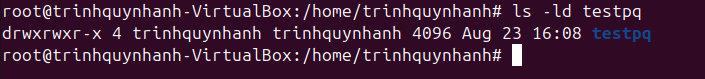 root@trinhquynhanh-VirtualBox:/home/trinhquynhanh# ls -ld testpq
drwxrwxr-x 4 trinhquynhanh trinhquynhanh 4096 Aug 23 16:08 testpq
root@trinhquynhanh-VirtualBox:/home/trinhquynhanh#